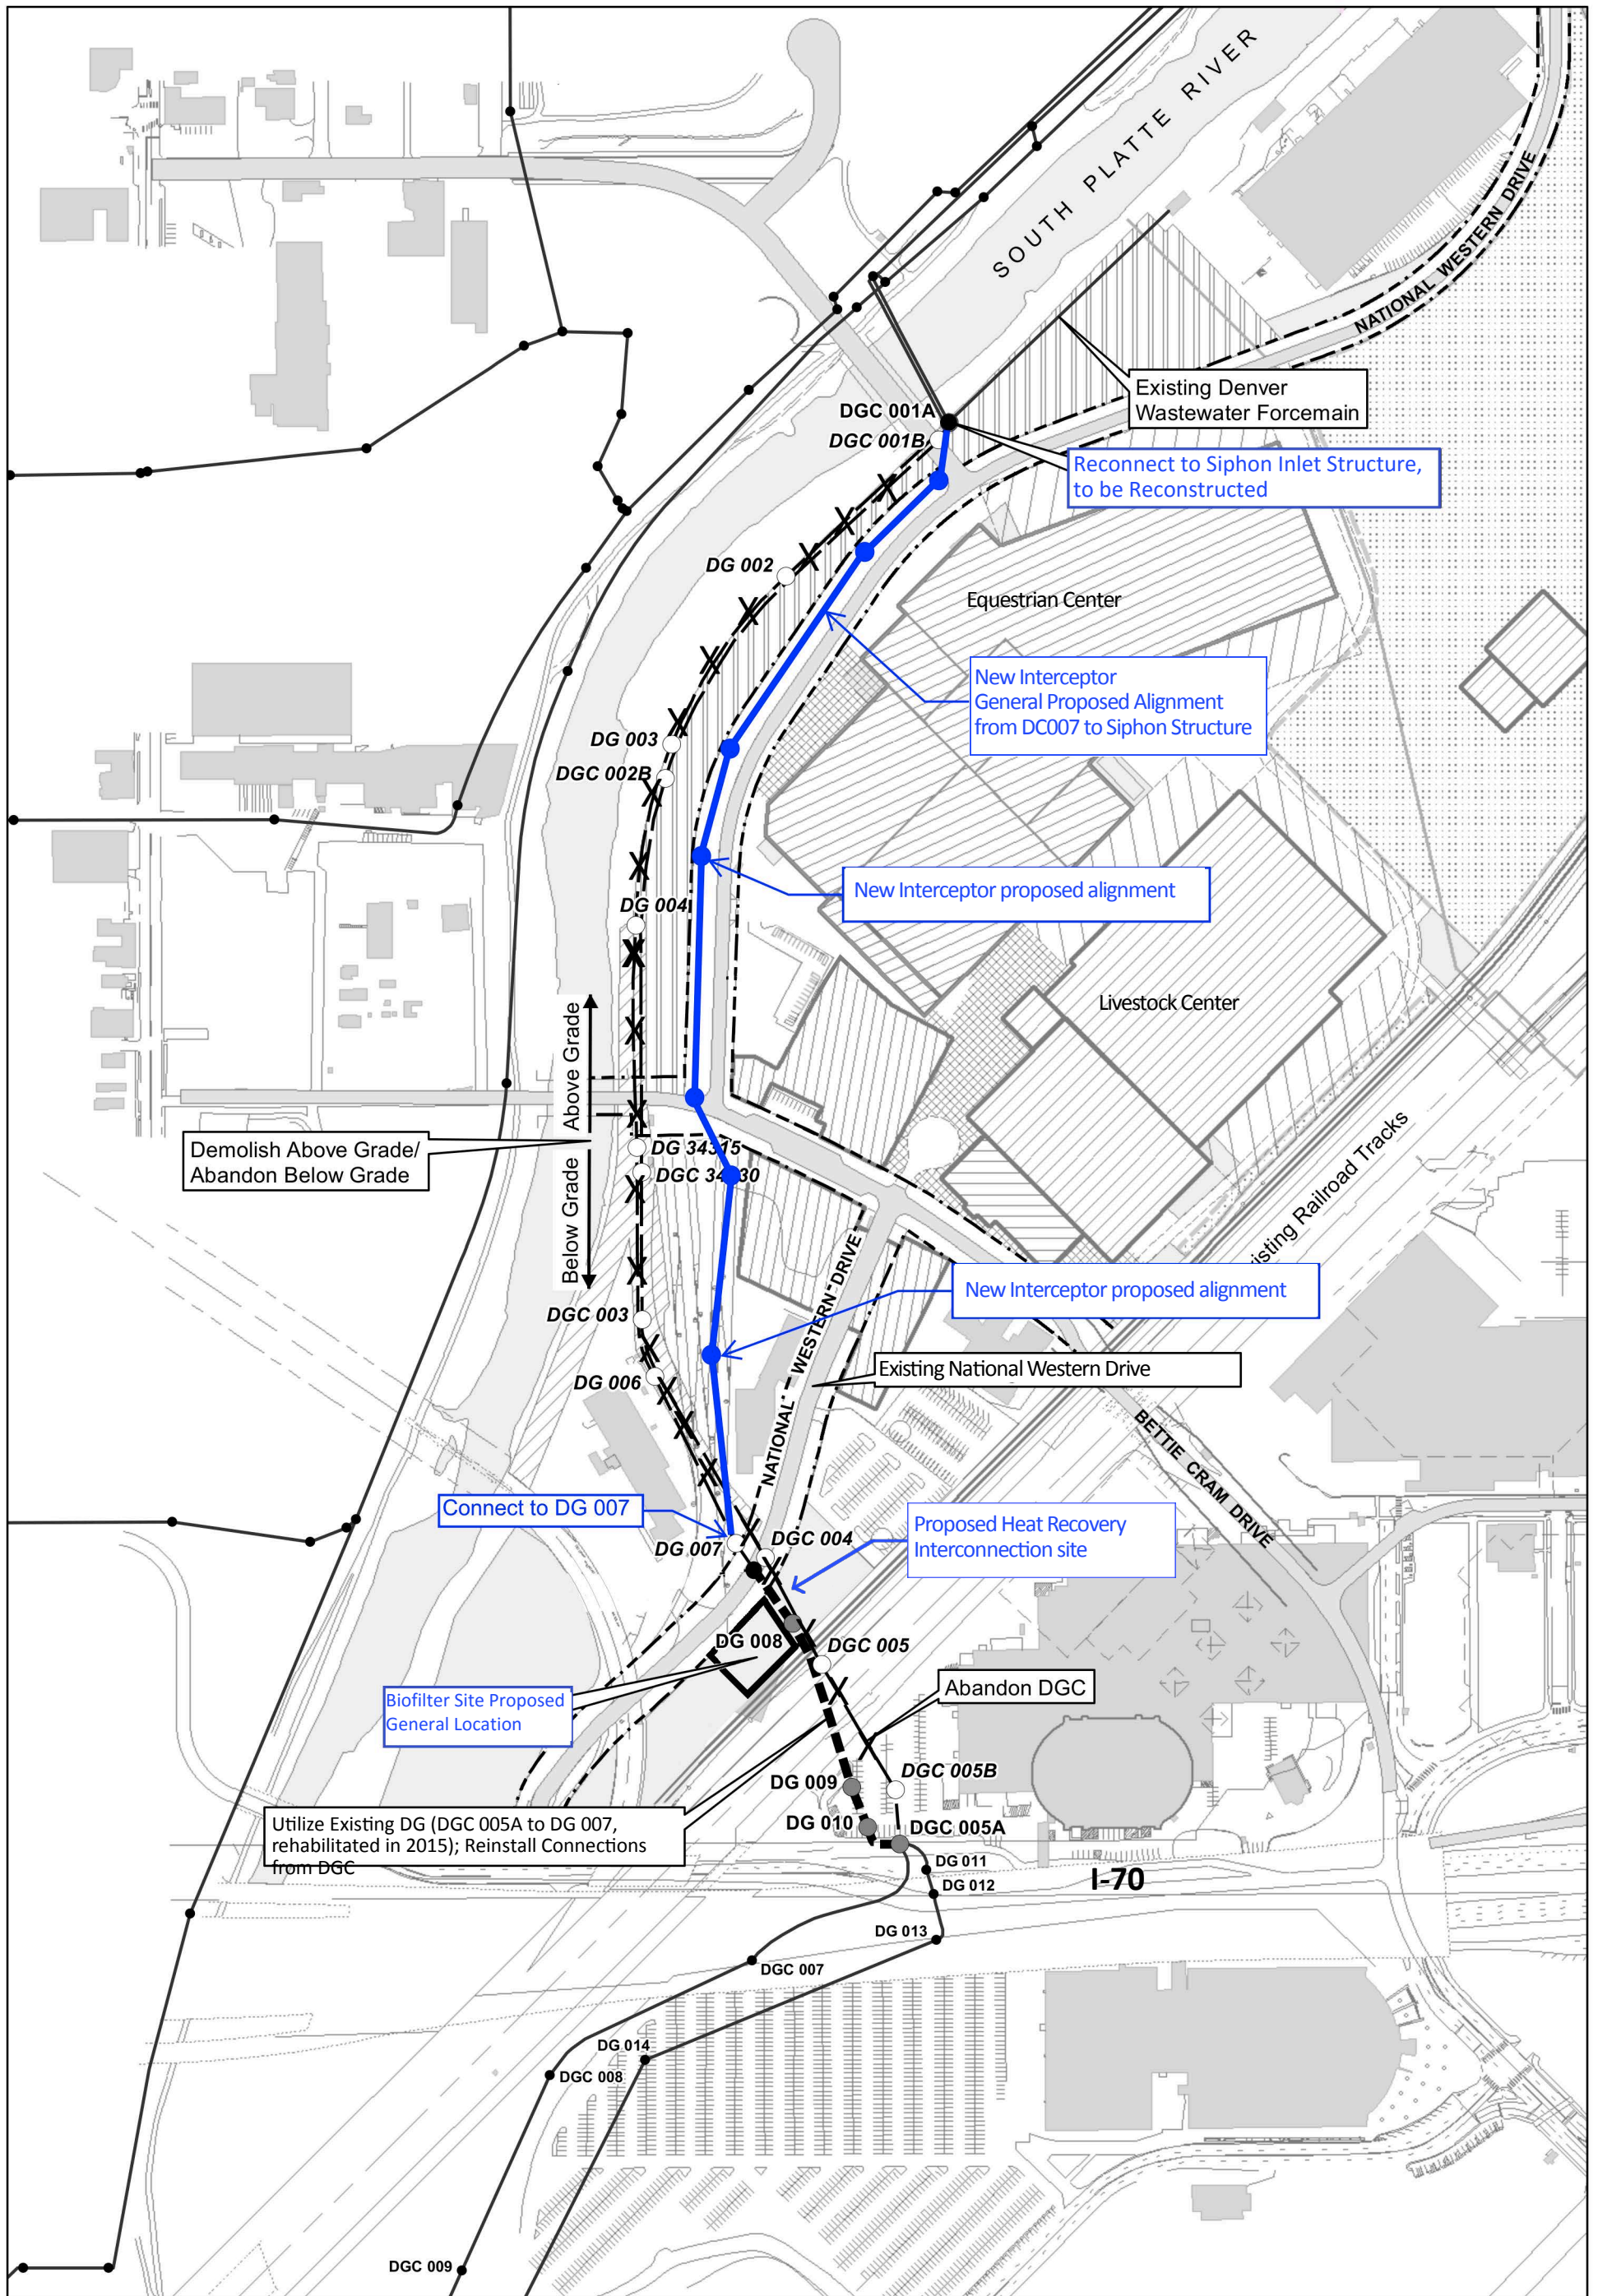 SOUTH PLATTE RIVER
NATIONAL WESTERN DRIVE
Existing Denver
Wastewater Forcemain
DGC 001A
DGC 001B
Reconnect to Siphon Inlet Structure,
to be Reconstructed
DG 002
Equestrian Center
New Interceptor
General Proposed Alignment
from DC007 to Siphon Structure
DG 003
DGC 002B
New Interceptor proposed alignment
DG 004
Livestock Center
Above Grade
Below Grade
Demolish Above Grade/
Abandon Below Grade
DG 34315
DGC 34
30
isting Railroad Tracks
New Interceptor proposed alignment
DGC 003
NATIONAL WESTERN DRIVE
Existing National Western Drive
DG 006
BETTIE CRAM DRIVE
Connect to DG 007
Proposed Heat Recovery
Interconnection site
DG 007
DGC 004
DG 008
DGC 005
Abandon DGC
Biofilter Site Proposed
General Location
DG 009
DGC 005B
DG 010
DGC 005A
Utilize Existing DG (DGC 005A to DG 007,
rehabilitated in 2015); Reinstall Connections
from DGC
DG 011
I-70
DG 012
DG 013
DGC 007
DG 014
DGC 008
DGC 009